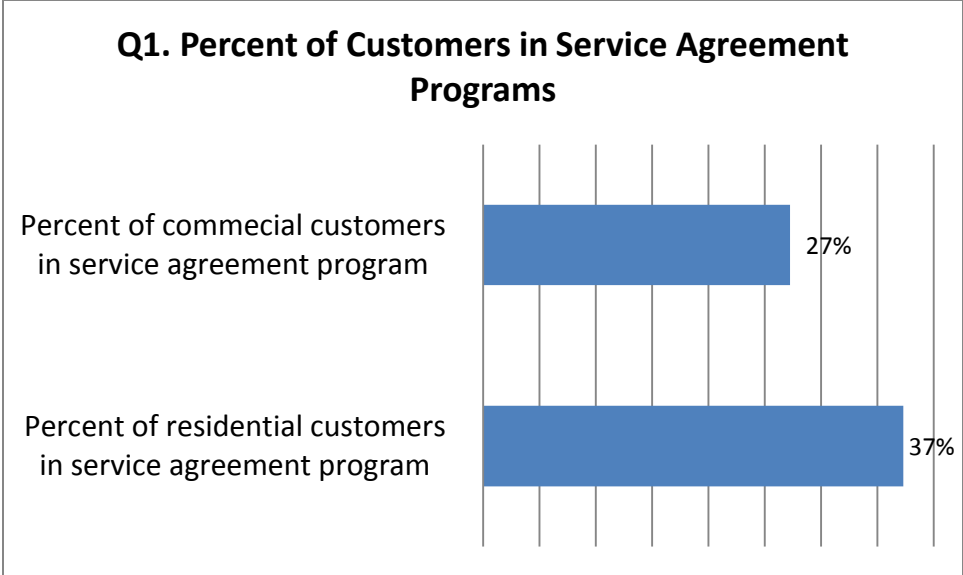 Q1. Percent of Customers in Service Agreement
Programs
Percent of commecial customers
in service agreement program
27%
Percent of residential customers
in service agreement program
37%